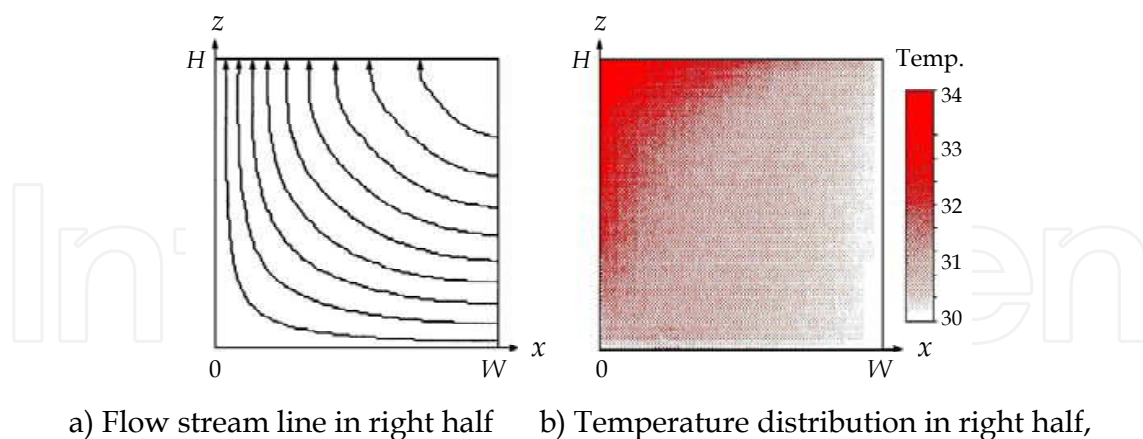 z
H
0
W
x
a) Flow stream line in right half
z
H
0
W
x
Temp.
34
33
32
31
30
b) Temperature distribution in right half,